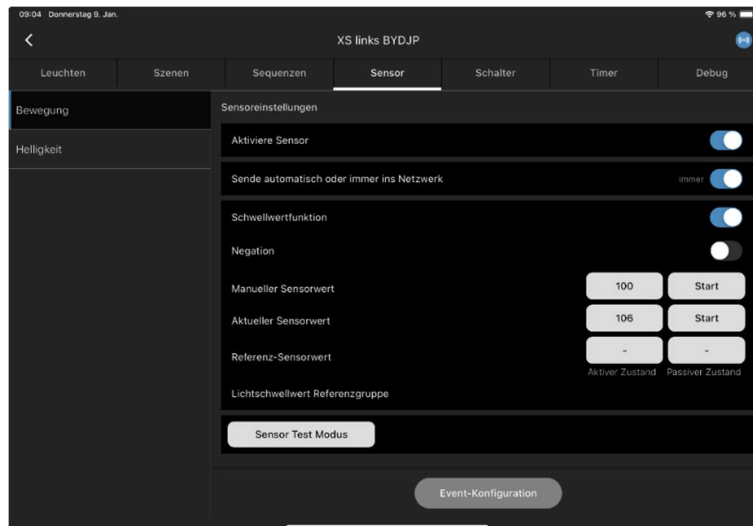 09:04 Donnerstag 9. Jan.
96 %
XS links BYDJP
Leuchten Szenen Sequenzen Sensor Schalter Timer Debug
Bewegung
Helligkeit
Sensoreinstellungen
Aktiviere Sensor
Sende automatisch oder immer ins Netzwerk immer
Schwellwertfunktion
Negation
Manueller Sensorwert 100 Start
Aktueller Sensorwert 106 Start
Referenz-Sensorwert - -
Aktiver Zustand Passiver Zustand
Lichtschwellwert Referenzgruppe
Sensor Test Modus
Event-Konfiguration